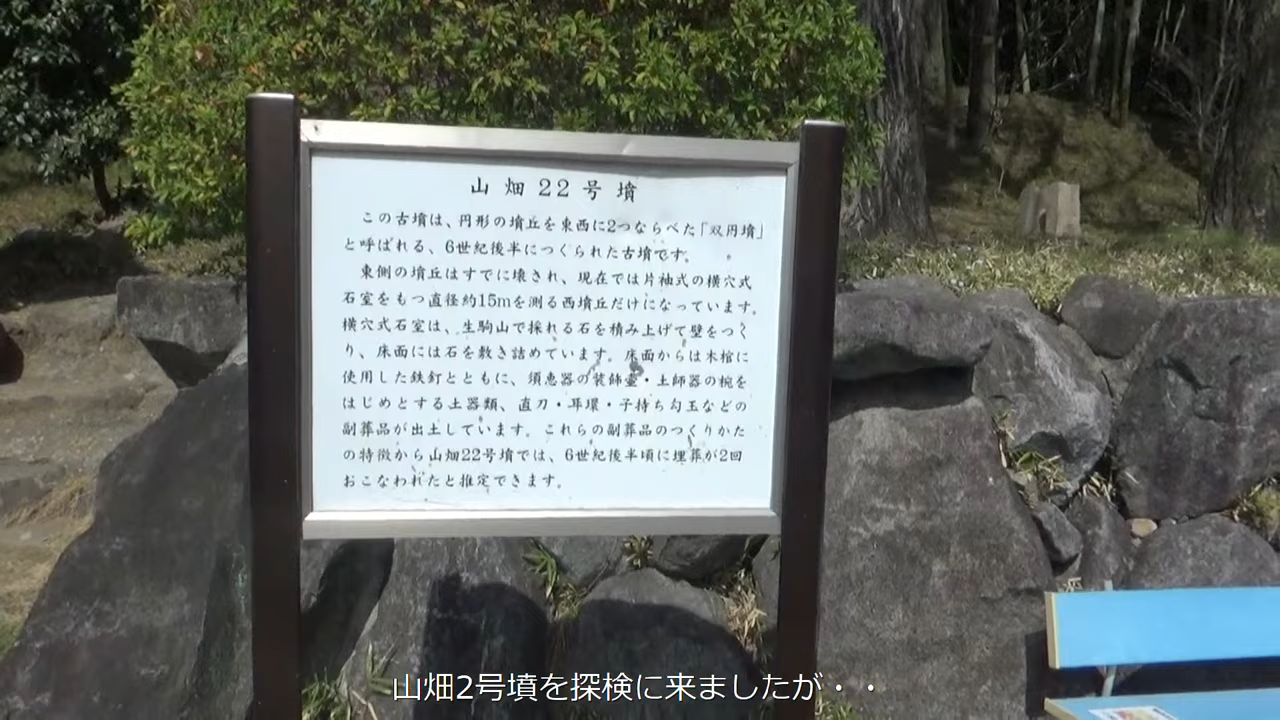 山畑22号墳
この古墳は、円形の墳丘を東西に2つならべた「双円墳」
と呼ばれる、6世紀後半につくられた古墳です。
東側の墳丘はすでに壊され、現在では片袖式の横穴式
石室をもつ直径約15mを測る西墳丘だけになっています。
横穴式石室は、生駒山で採れる石を積み上げて壁をつく
り、床面には石を敷き詰めています。床面からは木棺に
使用した鉄釘とともに、須恵器の装飾壷・土師器の椀を
はじめとする土器類、直刀・耳環・子持ち勾玉などの
副葬品が出土しています。これらの副葬品のつくりかた
の特徴から山畑22号墳では、6世紀後半頃に埋葬が2回
おこなわれたと推定できます。
山畑2号墳を探検に来ましたが・・